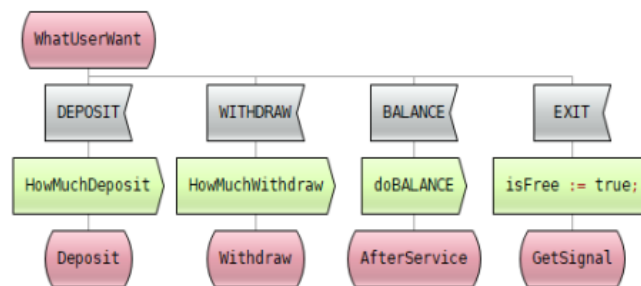 WhatUserWant
DEPOSIT WITHDRAW BALANCE EXIT
HowMuchDeposit HowMuchWithdraw doBALANCE isFree := true;
Deposit Withdraw AfterService GetSignal